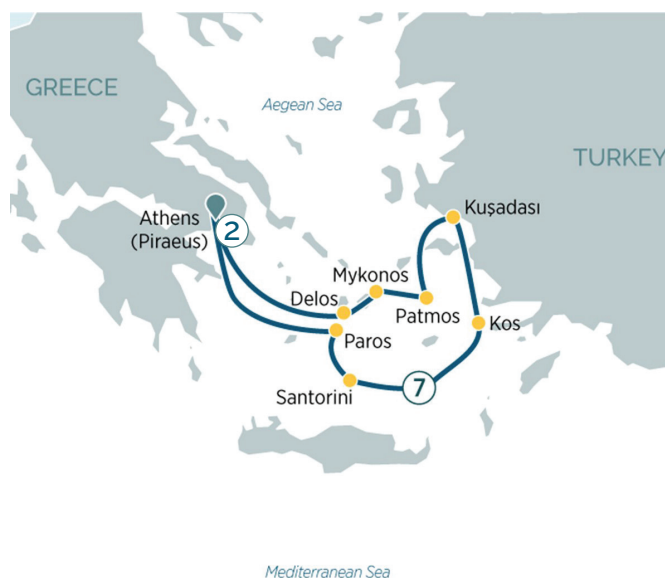 GREECE
Aegean Sea
TURKEY
Kuşadası
Athens
(Piraeus)
2
Mykonos
Delos
Patmos
Kos
Paros
7
Santorini
Mediterranean Sea